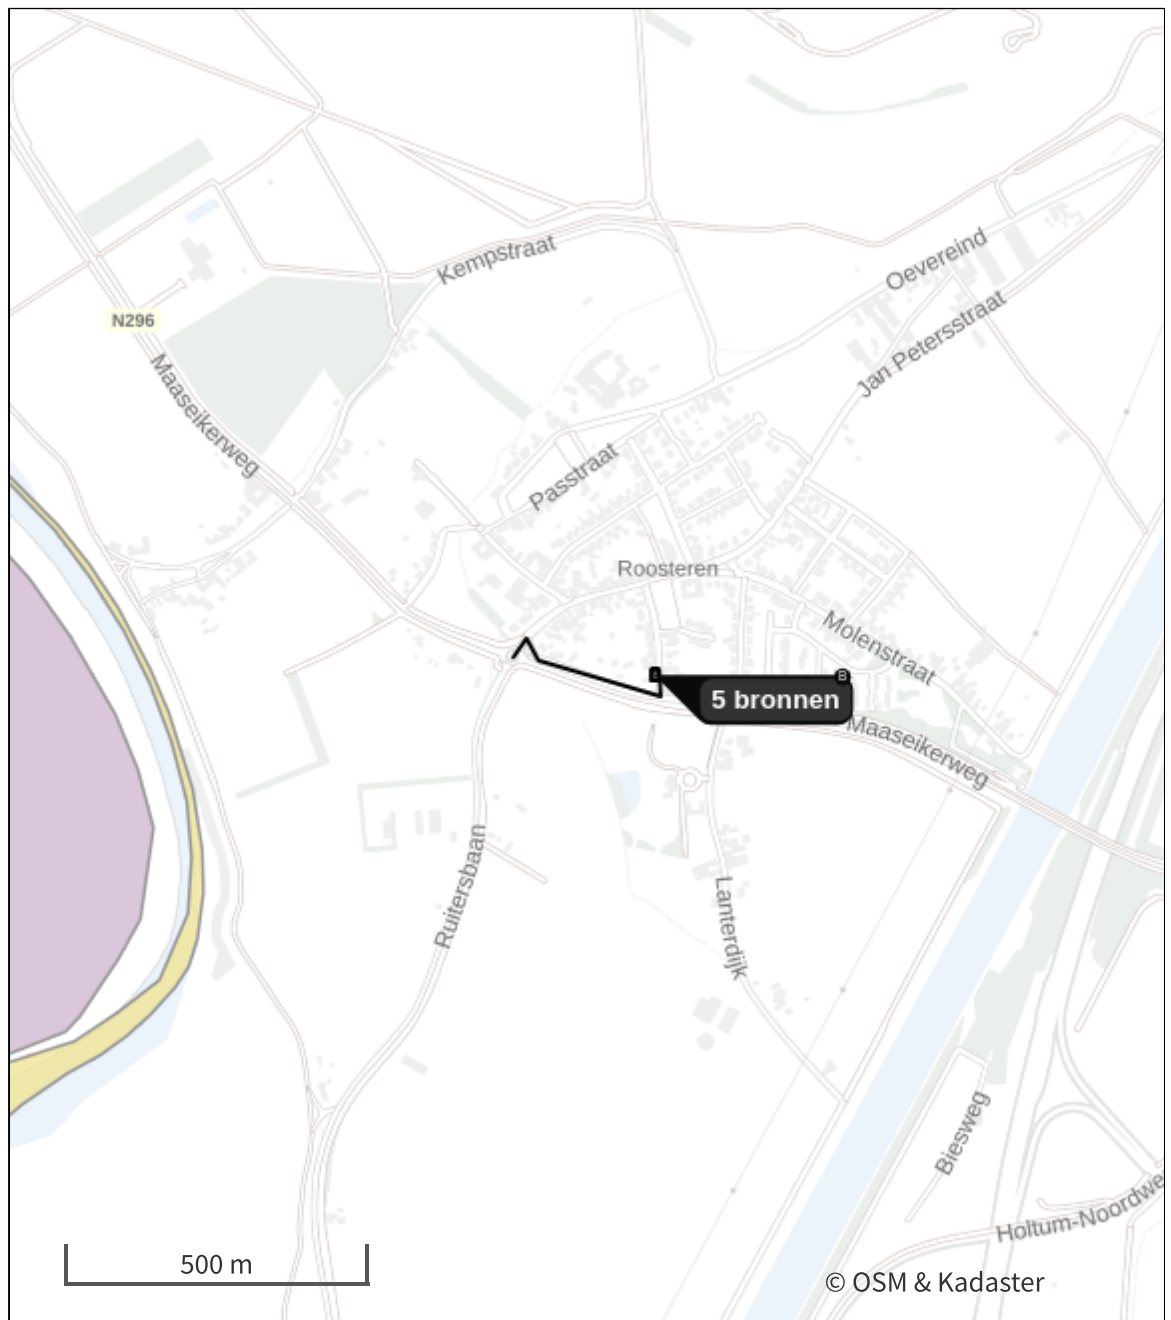 Kempstraat
Oevereind
N296
Jan Petersstraat
Maaseikerweg
Passtraat
Roosteren
Molenstraat
B
5 bronnen
Maaseikerweg
Ruitersbaan
Lanterdijk
Biesweg
Holtum-Noordwe
500 m
© OSM & Kadaster